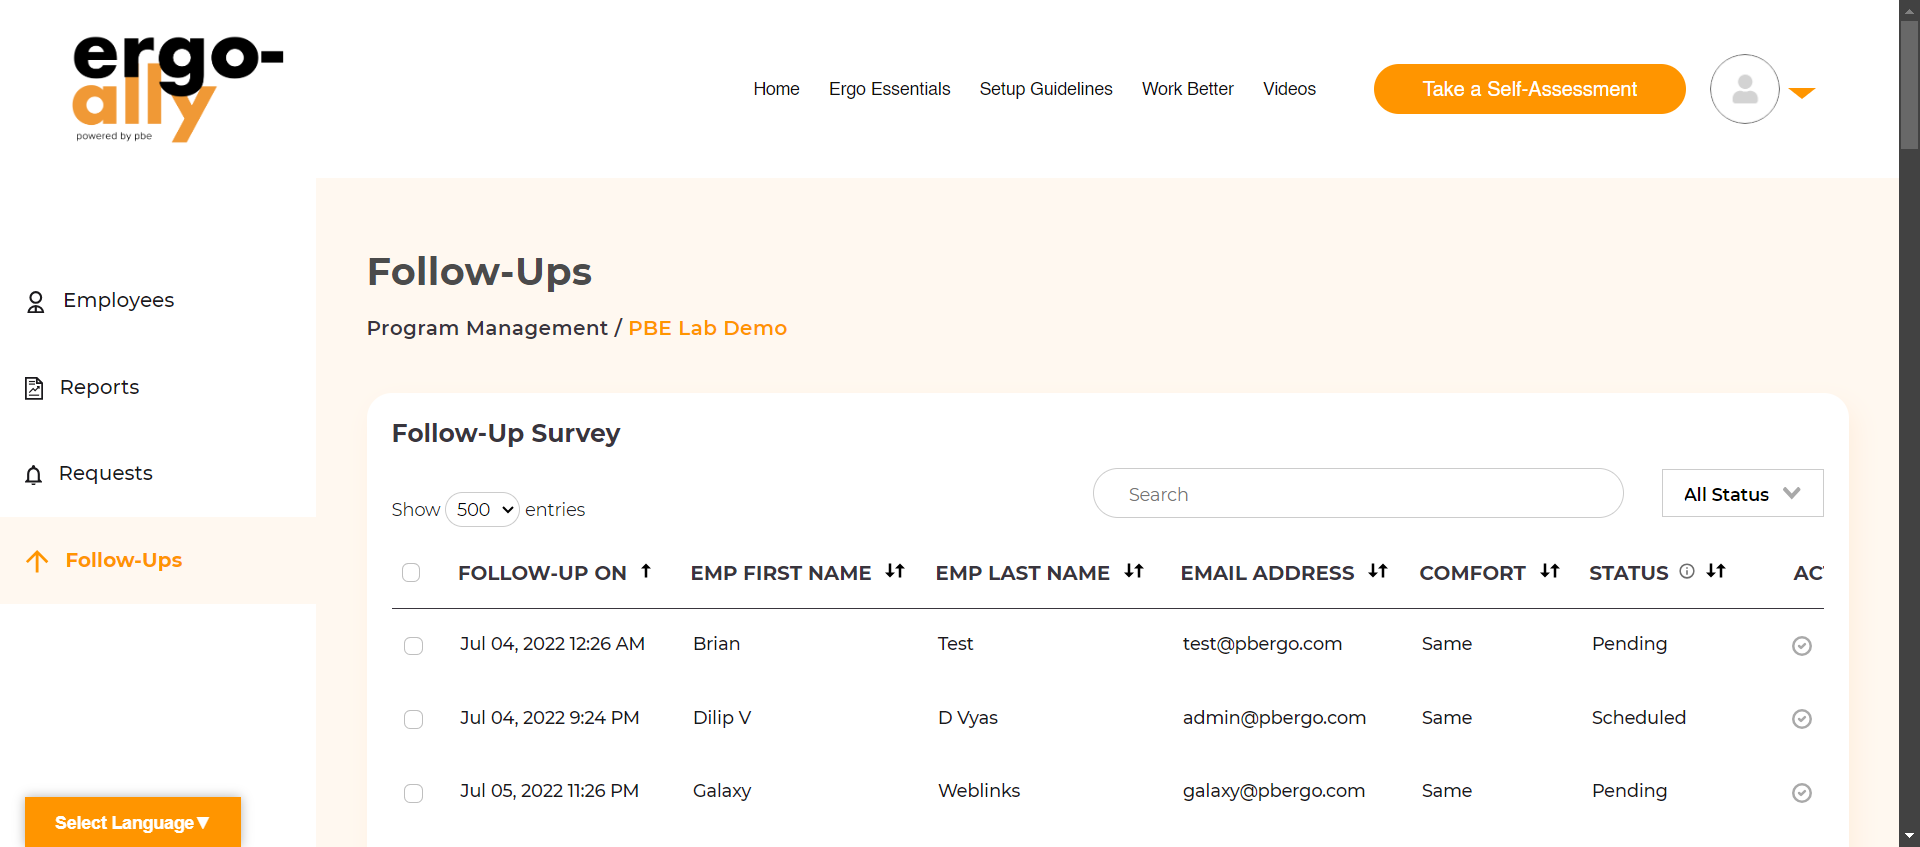 ergo-
ally
powered by pbe
Home Ergo Essentials Setup Guidelines Work Better Videos Take a Self-Assessment
Employees
Reports
Requests
Follow-Ups
Select Language▼
Follow-Ups
Program Management / PBE Lab Demo
Follow-Up Survey
Show 500 entries
Search
All Status
FOLLOW-UP ON EMP FIRST NAME EMP LAST NAME EMAIL ADDRESS COMFORT STATUS AC
Jul 04, 2022 12:26 AM Brian Test test@pbergo.com Same Pending
Jul 04, 2022 9:24 PM Dilip V D Vyas admin@pbergo.com Same Scheduled
Jul 05, 2022 11:26 PM Galaxy Weblinks galaxy@pbergo.com Same Pending